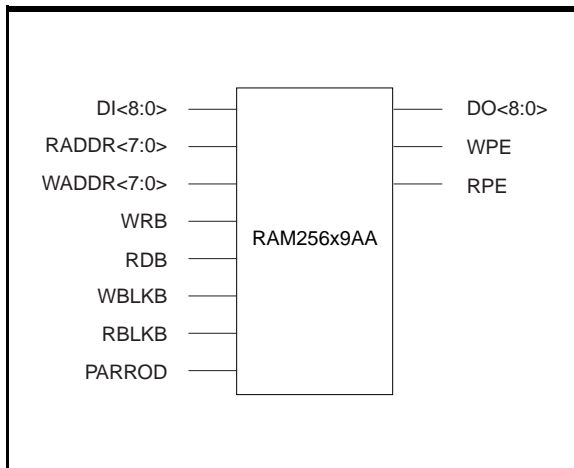 DI<8:0>
RADDR<7:0>
WADDR<7:0>
WRB
RDB
WBLKB
RBLKB
PARROD
RAM256x9AA
DO<8:0>
WPE
RPE